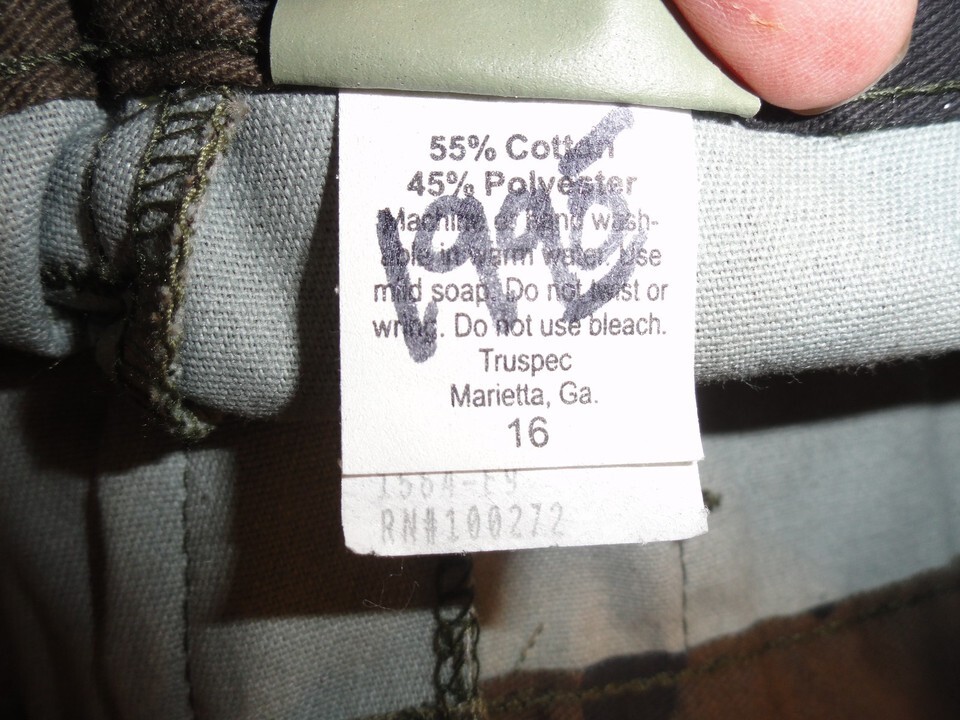 55% Cotton
45% Polyester
Machine or hand wash-
able in warm water. Use
mild soap. Do not twist or
wring. Do not use bleach.
Truspec
Marietta, Ga.
16
RN#100272